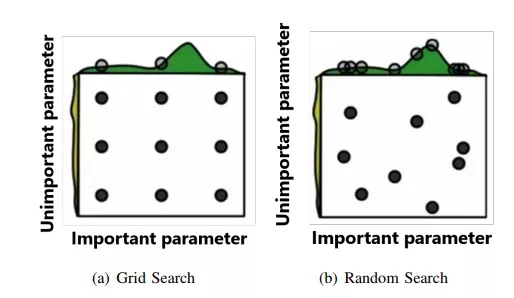 Unimportant parameter
Important parameter
(a) Grid Search
Unimportant parameter
Important parameter
(b) Random Search